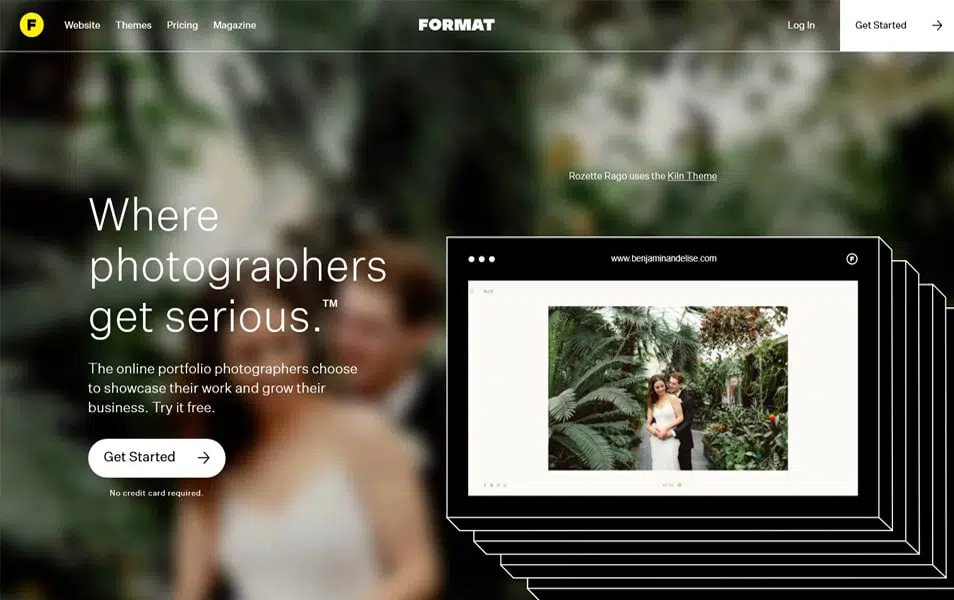 F
Website Themes Pricing Magazine
FORMAT
Log In
Get Started
Rozette Rago uses the Kiln Theme
Where
photographers
get serious.™
The online portfolio photographers choose
to showcase their work and grow their
business. Try it free.
Get Started
No credit card required.
www.benjaminandelise.com
F